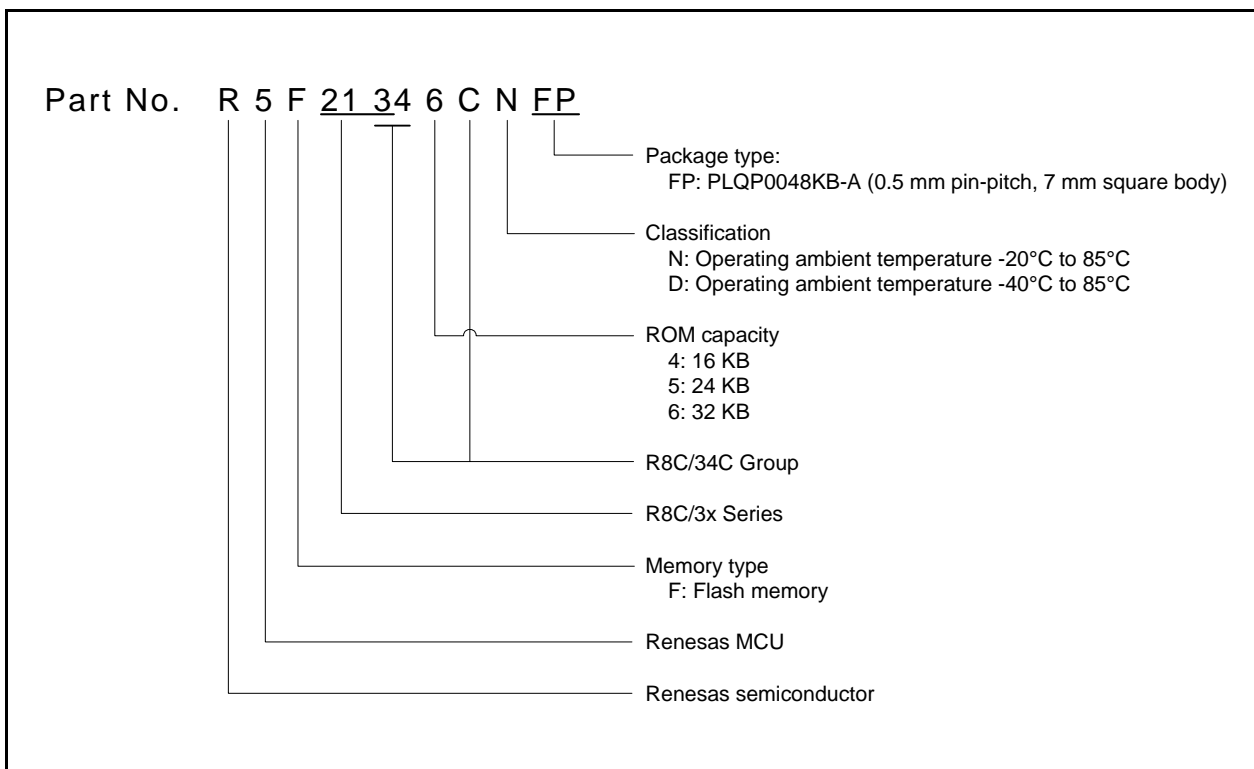 Part No. R 5 F 21 34 6 C N FP
Package type:
FP: PLQP0048KB-A (0.5 mm pin-pitch, 7 mm square body)
Classification
N: Operating ambient temperature -20°C to 85°C
D: Operating ambient temperature -40°C to 85°C
ROM capacity
4: 16 KB
5: 24 KB
6: 32 KB
R8C/34C Group
R8C/3x Series
Memory type
F: Flash memory
Renesas MCU
Renesas semiconductor